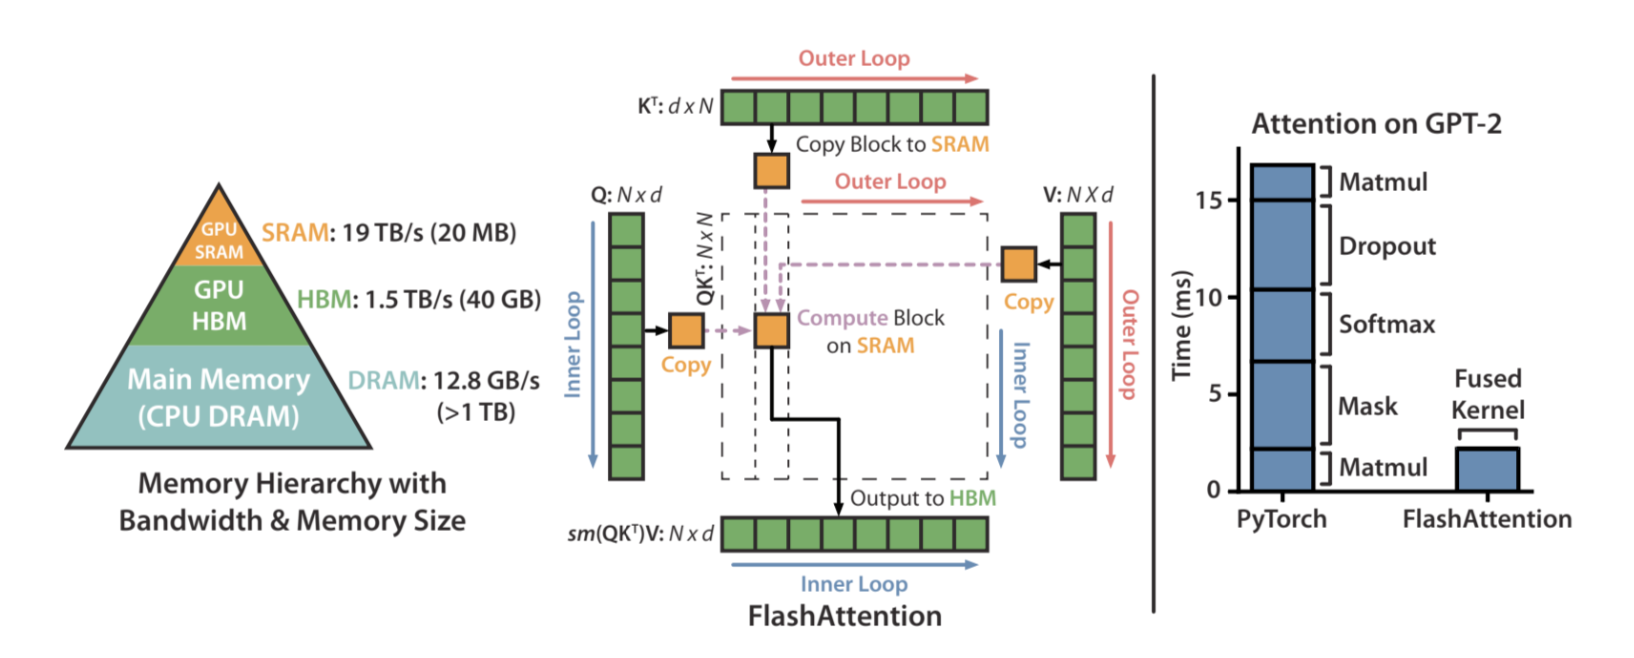 GPU
SRAM
SRAM: 19 TB/s (20 MB)
GPU
HBM
HBM: 1.5 TB/s (40 GB)
Main Memory
(CPU DRAM)
DRAM: 12.8 GB/s
(>1 TB)
Memory Hierarchy with
Bandwidth & Memory Size
Outer Loop
Kᵀ: d x N
Copy Block to SRAM
Outer Loop
Q: N x d
V: N X d
QKᵀ: N x N
Inner Loop
Copy
Compute Block
on SRAM
Copy
Inner Loop
Outer Loop
Output to HBM
sm(QKᵀ)V: N x d
Inner Loop
FlashAttention
Attention on GPT-2
Time (ms)
15
10
5
0
Matmul
Dropout
Softmax
Mask
Matmul
Fused
Kernel
PyTorch
FlashAttention